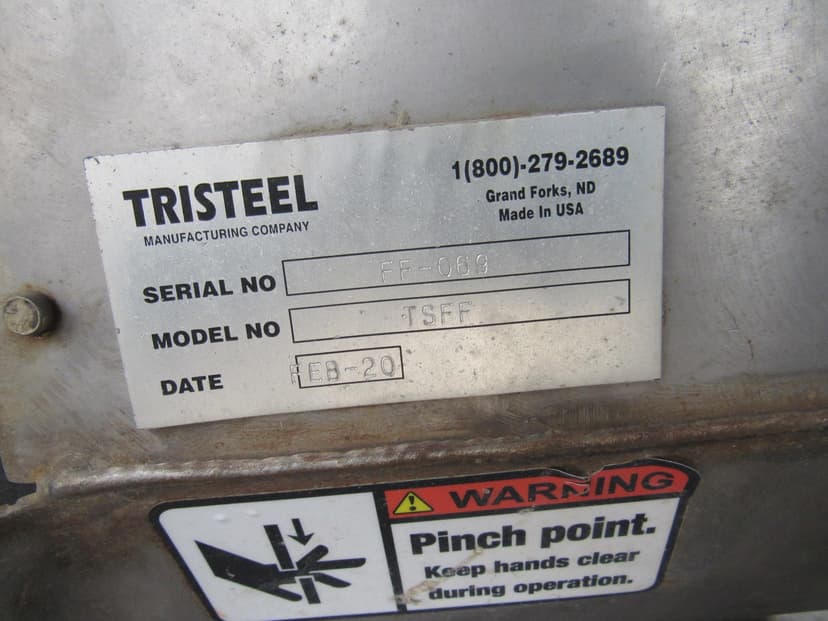 TRISTEEL
MANUFACTURING COMPANY
1(800)-279-2689
Grand Forks, ND
Made In USA
SERIAL NO FF-069
MODEL NO TSFF
DATE FEB-20
WARNING
Pinch point.
Keep hands clear
during operation.